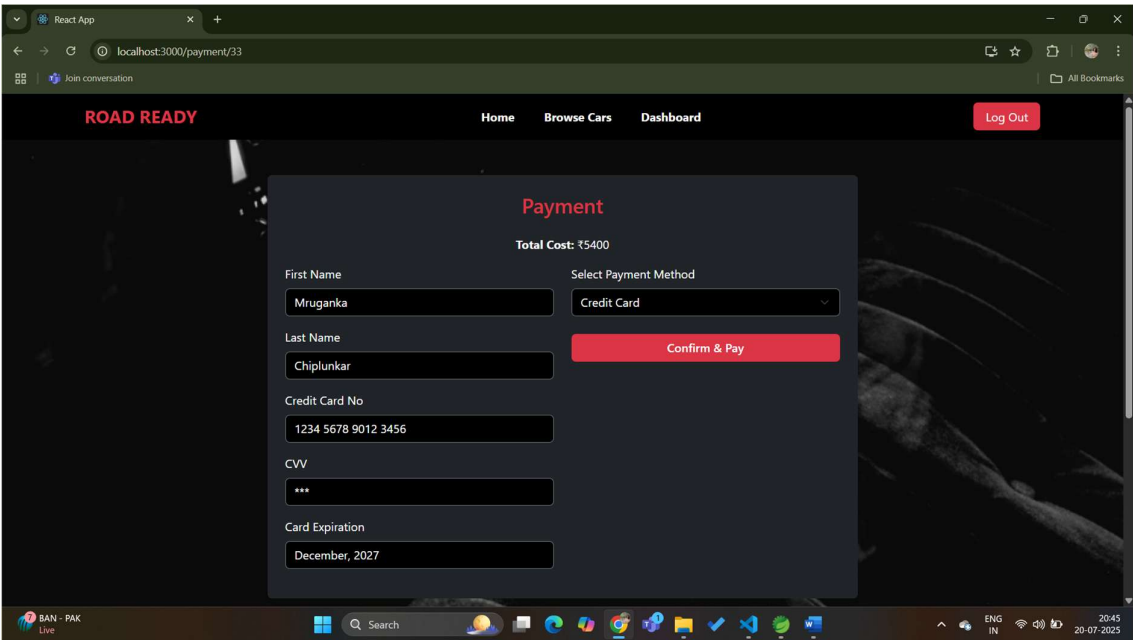 React App
localhost:3000/payment/33
Join conversation
All Bookmarks
ROAD READY
Home Browse Cars Dashboard
Log Out
Payment
Total Cost: ₹5400
First Name
Mruganka
Last Name
Chiplunkar
Credit Card No
1234 5678 9012 3456
CVV
***
Card Expiration
December, 2027
Select Payment Method
Credit Card
Confirm & Pay
7
BAN - PAK
Live
Search
ENG
IN
20:45
20-07-2025